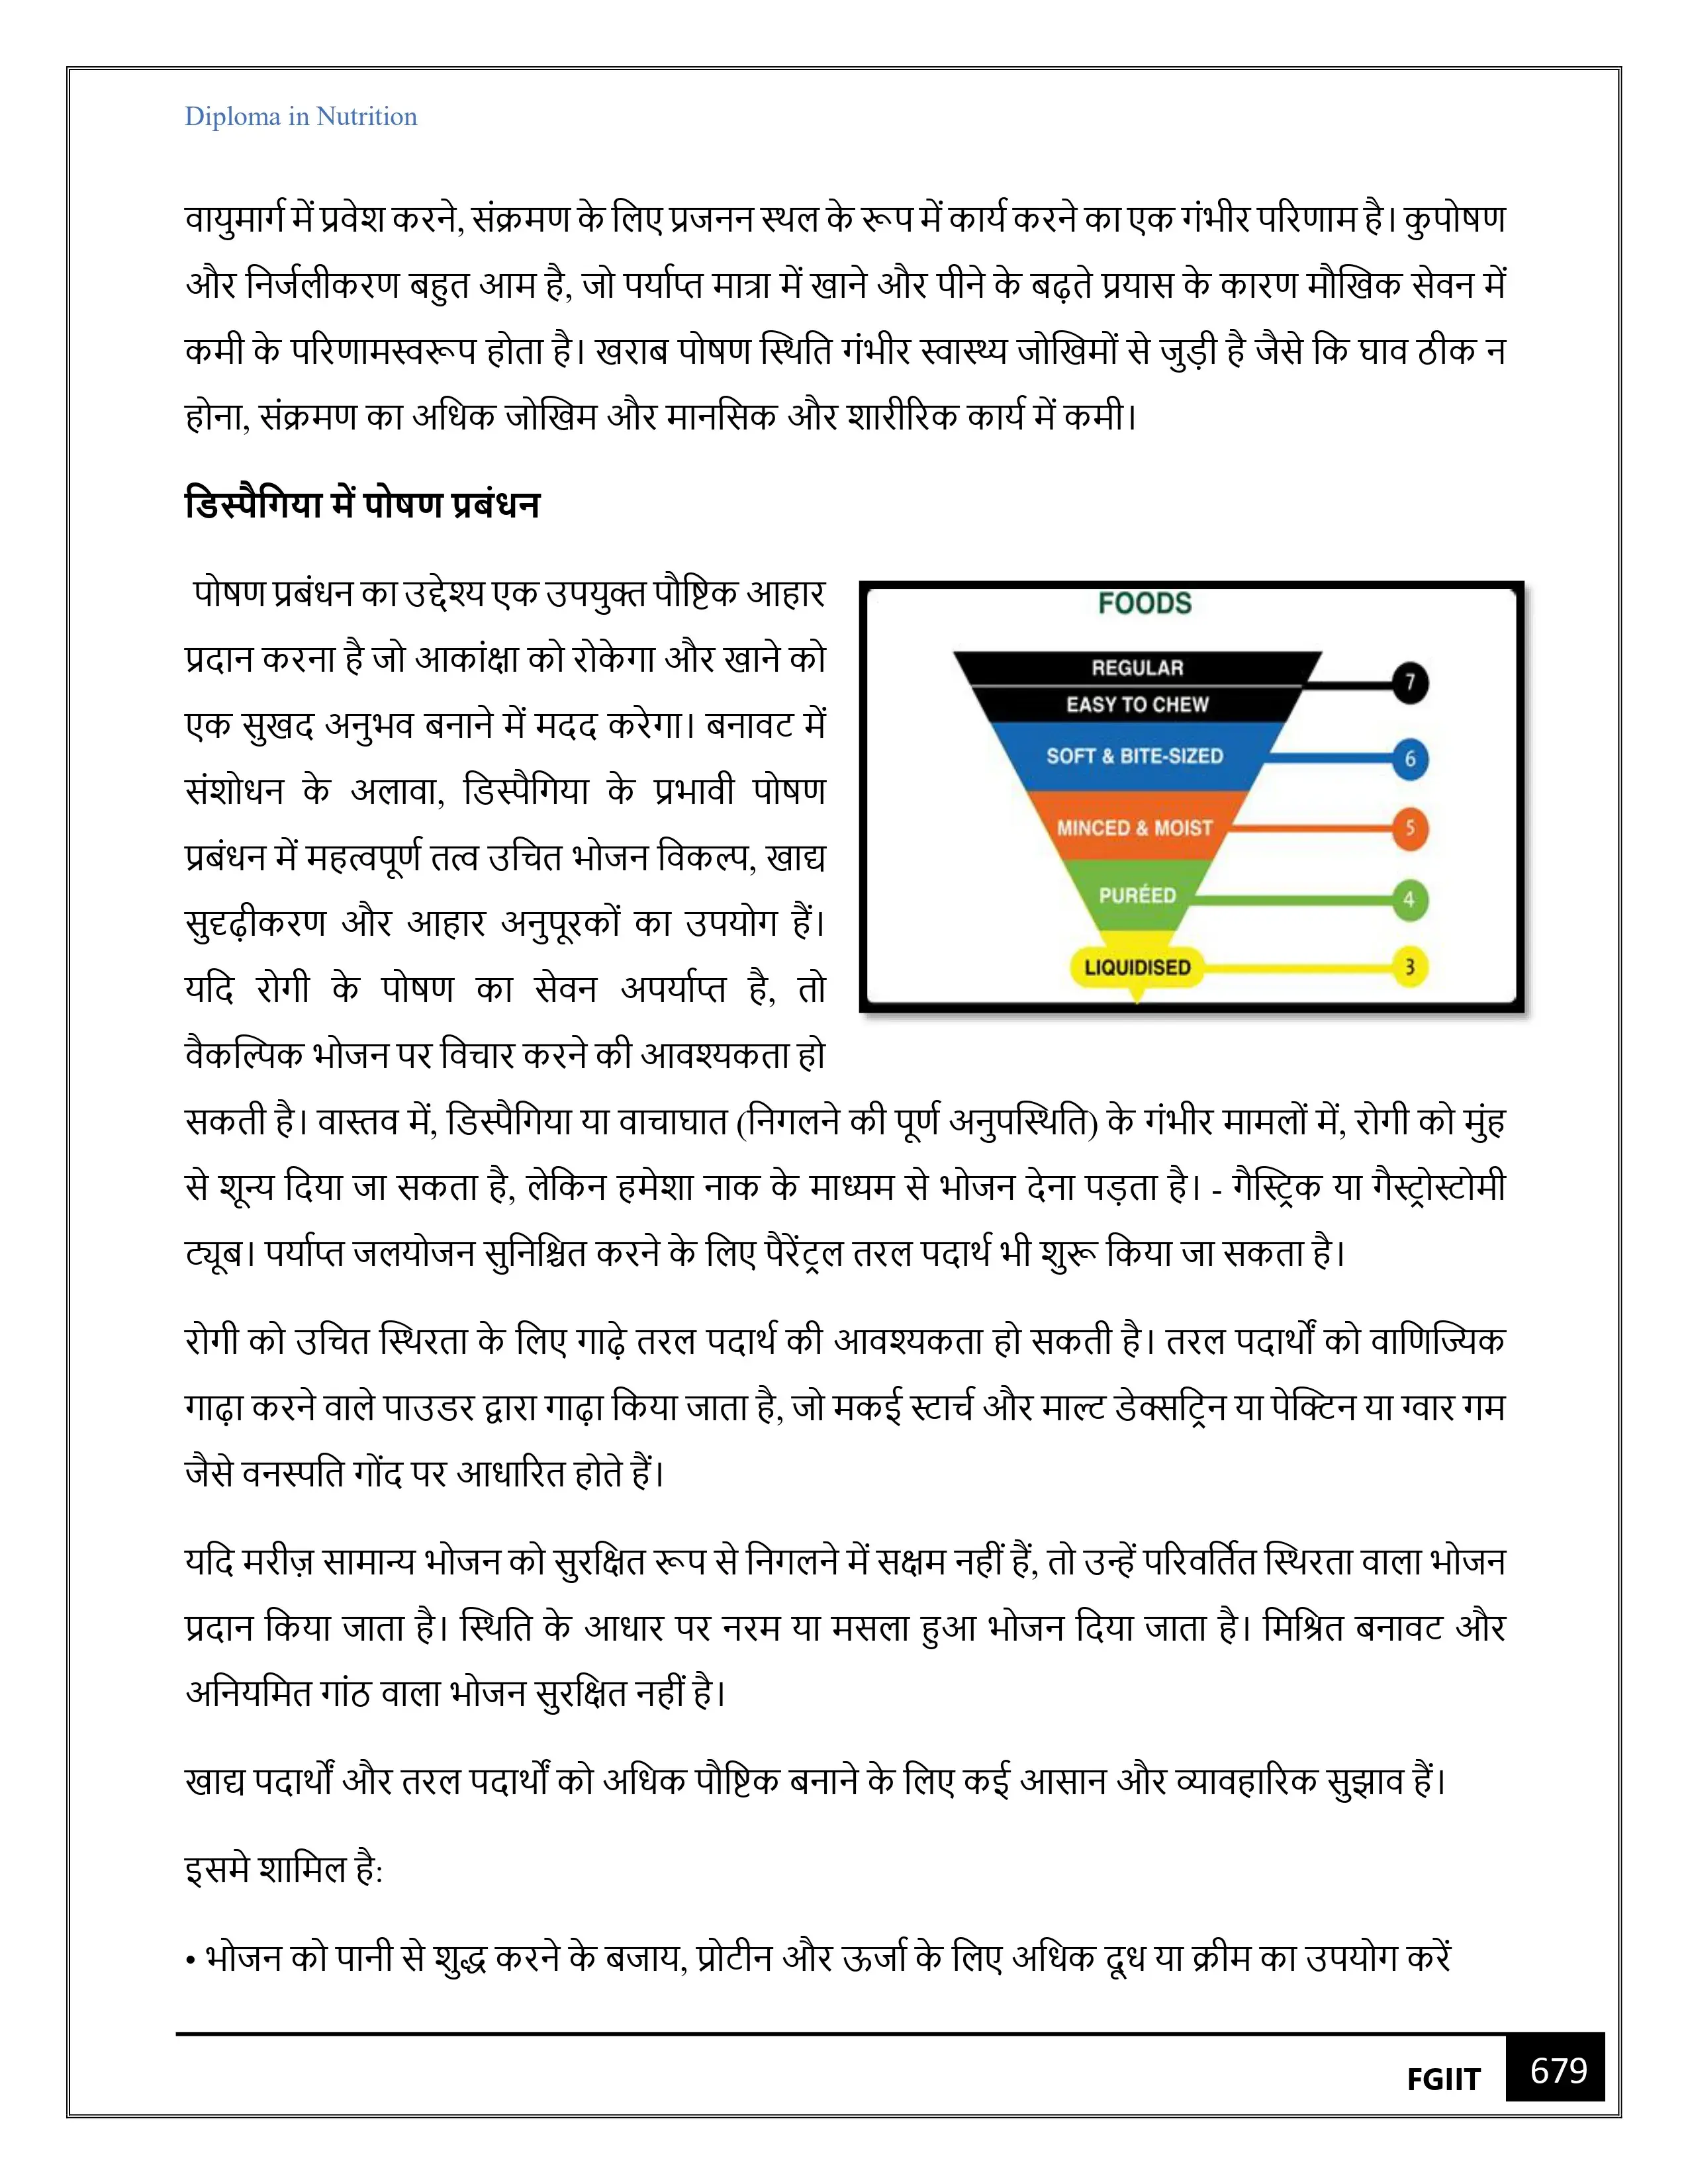 Diploma in Nutrition
वायुमार्ग में प्रवेश करने, संक्रमण के लिए प्रजनन स्थल के रूप में कार्य करने का एक गंभीर परिणाम है। कुपोषण
और निर्जलीकरण बहुत आम है, जो पर्याप्त मात्रा में खाने और पीने के बढ़ते प्रयास के कारण मौखिक सेवन में
कमी के परिणामस्वरूप होता है। खराब पोषण स्थिति गंभीर स्वास्थ्य जोखिमों से जुड़ी है जैसे कि घाव ठीक न
होना, संक्रमण का अधिक जोखिम और मानसिक और शारीरिक कार्य में कमी।
डिस्पैगिया में पोषण प्रबंधन
पोषण प्रबंधन का उद्देश्य एक उपयुक्त पौष्टिक आहार
प्रदान करना है जो आकांक्षा को रोकेगा और खाने को
एक सुखद अनुभव बनाने में मदद करेगा। बनावट में
संशोधन के अलावा, डिस्पैगिया के प्रभावी पोषण
प्रबंधन में महत्वपूर्ण तत्व उचित भोजन विकल्प, खाद्य
सुदृढ़ीकरण और आहार अनुपूरकों का उपयोग हैं।
यदि रोगी के पोषण का सेवन अपर्याप्त है, तो
वैकल्पिक भोजन पर विचार करने की आवश्यकता हो
FOODS
REGULAR
EASY TO CHEW
7
SOFT & BITE-SIZED 6
MINCED & MOIST 5
PURÉED 4
LIQUIDISED 3
सकती है। वास्तव में, डिस्पैगिया या वाचाघात (निगलने की पूर्ण अनुपस्थिति) के गंभीर मामलों में, रोगी को मुंह
से शून्य दिया जा सकता है, लेकिन हमेशा नाक के माध्यम से भोजन देना पड़ता है। - गैस्ट्रिक या गैस्ट्रोस्टोमी
ट्यूब। पर्याप्त जलयोजन सुनिश्चित करने के लिए पैरेंट्रल तरल पदार्थ भी शुरू किया जा सकता है।
रोगी को उचित स्थिरता के लिए गाढ़े तरल पदार्थ की आवश्यकता हो सकती है। तरल पदार्थों को वाणिज्यिक
गाढ़ा करने वाले पाउडर द्वारा गाढ़ा किया जाता है, जो मकई स्टार्च और माल्ट डेक्सट्रिन या पेक्टिन या ग्वार गम
जैसे वनस्पति गोंद पर आधारित होते हैं।
यदि मरीज़ सामान्य भोजन को सुरक्षित रूप से निगलने में सक्षम नहीं हैं, तो उन्हें परिवर्तित स्थिरता वाला भोजन
प्रदान किया जाता है। स्थिति के आधार पर नरम या मसला हुआ भोजन दिया जाता है। मिश्रित बनावट और
अनियमित गांठ वाला भोजन सुरक्षित नहीं है।
खाद्य पदार्थों और तरल पदार्थों को अधिक पौष्टिक बनाने के लिए कई आसान और व्यावहारिक सुझाव हैं।
इसमे शामिल है:
• भोजन को पानी से शुद्ध करने के बजाय, प्रोटीन और ऊर्जा के लिए अधिक दूध या क्रीम का उपयोग करें
FGIIT 679